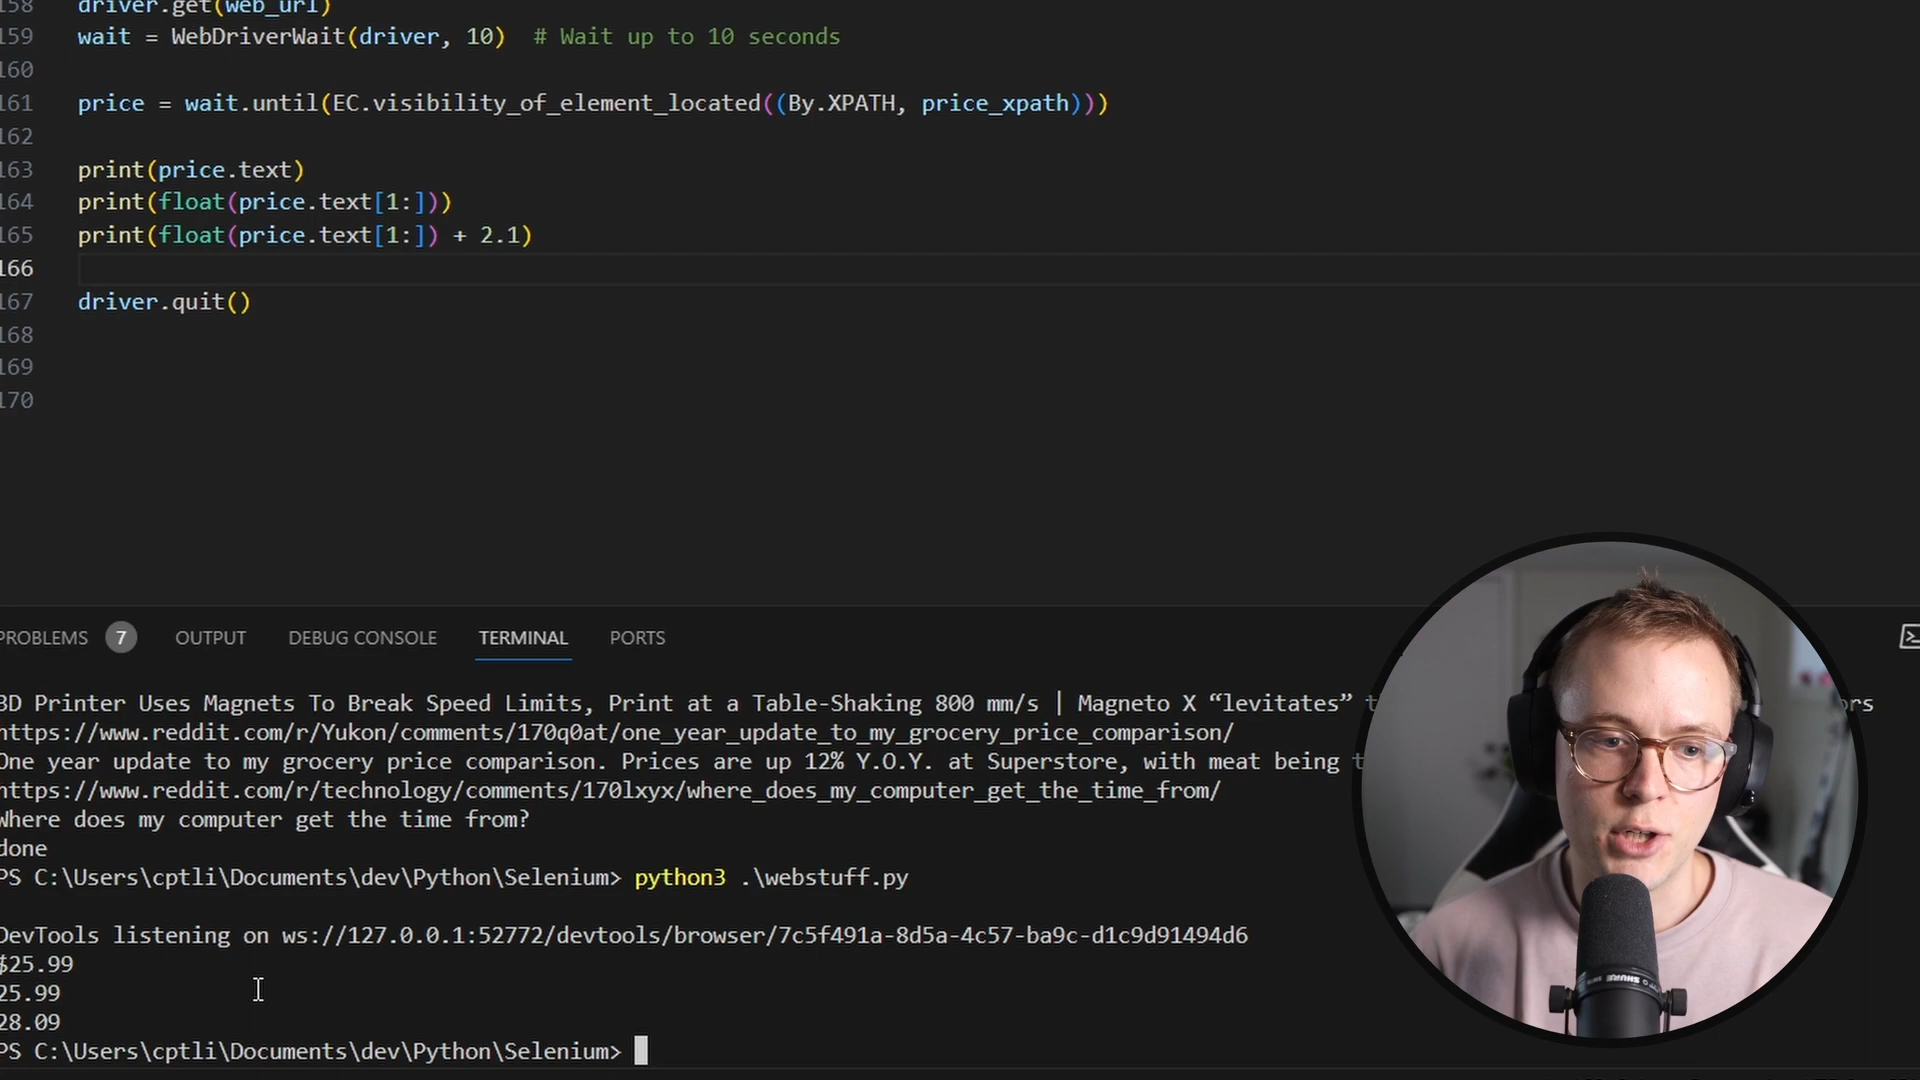 158 driver.get(web_url)
159 wait = WebDriverWait(driver, 10)  # Wait up to 10 seconds
160
161 price = wait.until(EC.visibility_of_element_located((By.XPATH, price_xpath)))
162
163 print(price.text)
164 print(float(price.text[1:]))
165 print(float(price.text[1:]) + 2.1)
166
167 driver.quit()
168
169
170
PROBLEMS 7 OUTPUT DEBUG CONSOLE TERMINAL PORTS
3D Printer Uses Magnets To Break Speed Limits, Print at a Table-Shaking 800 mm/s | Magneto X “levitates”
https://www.reddit.com/r/Yukon/comments/170q0at/one_year_update_to_my_grocery_price_comparison/
One year update to my grocery price comparison. Prices are up 12% Y.O.Y. at Superstore, with meat being
https://www.reddit.com/r/technology/comments/170lxyx/where_does_my_computer_get_the_time_from/
Where does my computer get the time from?
done
PS C:\Users\cptli\Documents\dev\Python\Selenium> python3 .\webstuff.py
DevTools listening on ws://127.0.0.1:52772/devtools/browser/7c5f491a-8d5a-4c57-ba9c-d1c9d91494d6
$25.99
25.99
28.09
PS C:\Users\cptli\Documents\dev\Python\Selenium>
SHURE